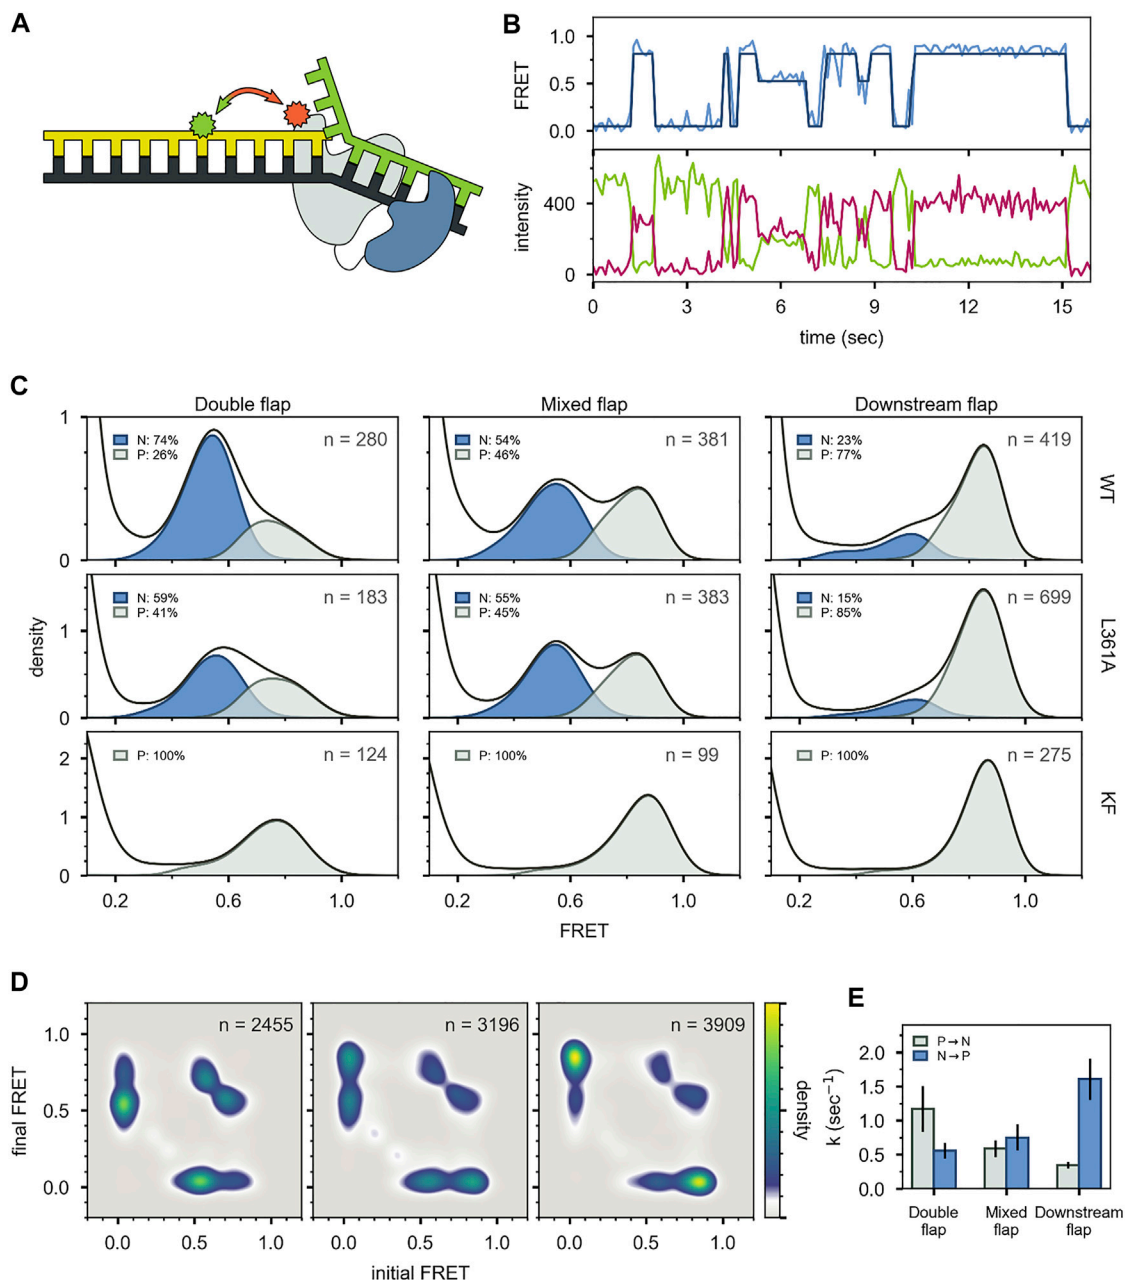 A
B
1.0
0.5
0.0
FRET
400
0
intensity
0
3
6
9
12
15
time (sec)
C
Double flap
Mixed flap
Downstream flap
1
0
N: 74%
P: 26%
n = 280
N: 54%
P: 46%
n = 381
N: 23%
P: 77%
n = 419
WT
1
0
density
N: 59%
P: 41%
n = 183
N: 55%
P: 45%
n = 383
N: 15%
P: 85%
n = 699
L361A
2
1
0
P: 100%
n = 124
P: 100%
n = 99
P: 100%
n = 275
KF
0.2
0.6
1.0
0.2
0.6
1.0
0.2
0.6
1.0
FRET
D
1.0
0.5
0.0
final FRET
n = 2455
n = 3196
n = 3909
density
0.0
0.5
1.0
0.0
0.5
1.0
0.0
0.5
1.0
initial FRET
E
2.0
1.5
1.0
0.5
0.0
k (sec⁻¹)
P→N
N→P
Double flap
Mixed flap
Downstream flap